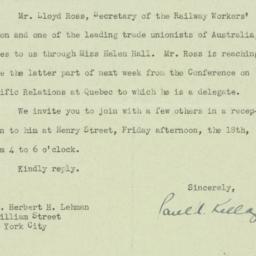 Mr. Lloyd Ross, Secretary of the Railway Workers'
on and one of the leading trade unionists of Australia,
es to us through Miss Helen Hall. Mr. Ross is reaching
e the latter part of next week from the Conference on
ific Relations at Quebec to which he is a delegate.
We invite you to join with a few others in a recep-
on to him at Henry Street, Friday afternoon, the 18th,
m 4 to 6 o'clock.
Kindly reply.
Sincerely,
Paul U. Kellog
. Herbert H. Lehman
illiam Street
York City